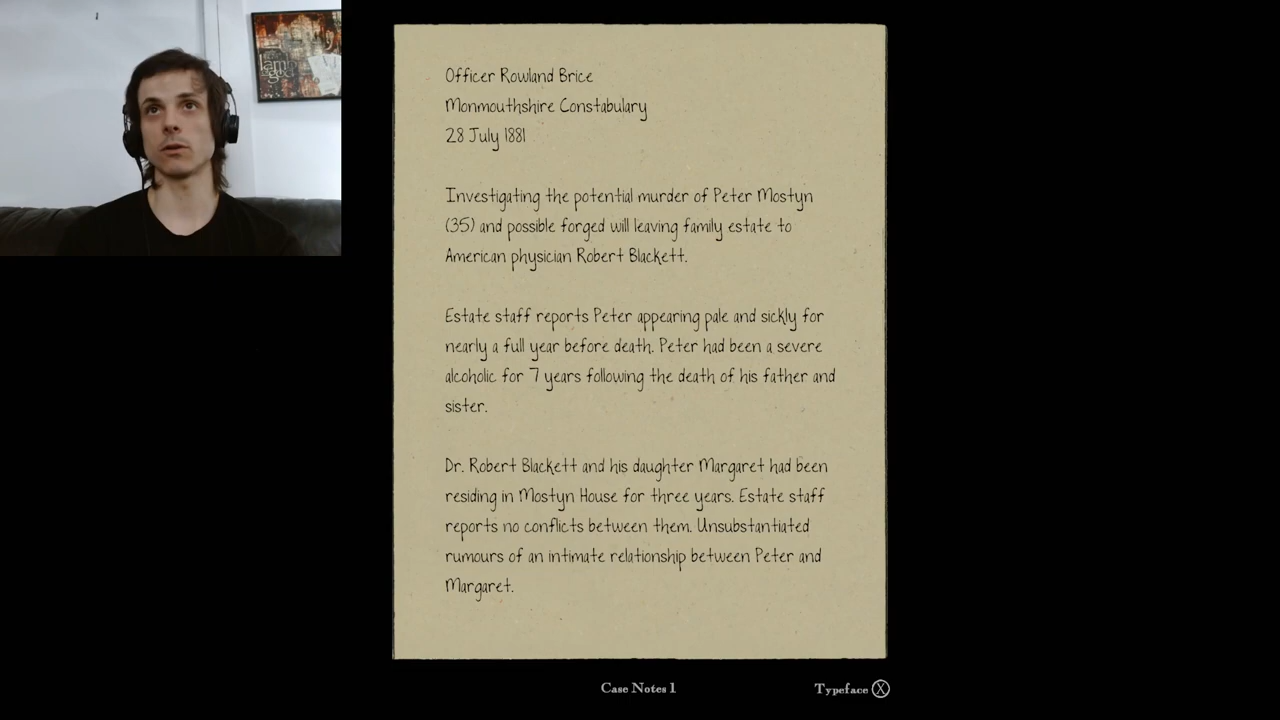 lamb
of god
Officer Rowland Brice
Monmouthshire Constabulary
28 July 1881
Investigating the potential murder of Peter Mostyn
(35) and possible forged will leaving family estate to
American physician Robert Blackett.
Estate staff reports Peter appearing pale and sickly for
nearly a full year before death. Peter had been a severe
alcoholic for 7 years following the death of his father and
sister.
Dr. Robert Blackett and his daughter Margaret had been
residing in Mostyn House for three years. Estate staff
reports no conflicts between them. Unsubstantiated
rumours of an intimate relationship between Peter and
Margaret.
Case Notes 1
Typeface X